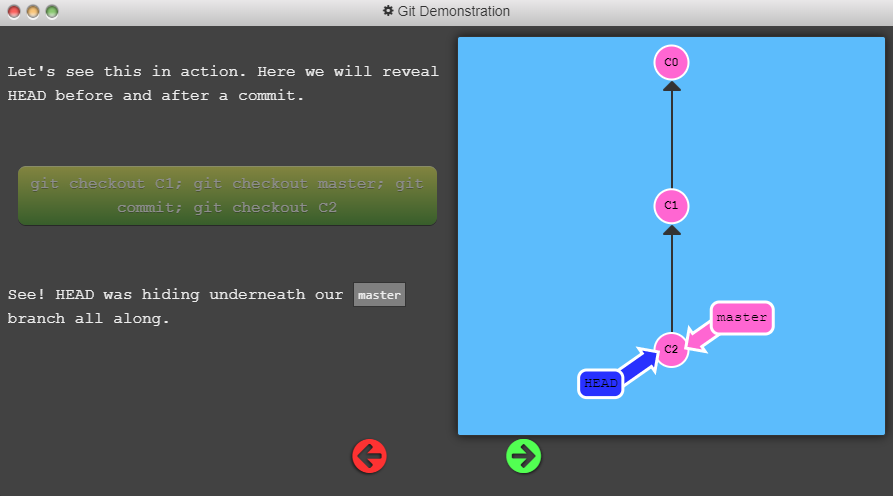 Git Demonstration
Let's see this in action. Here we will reveal
HEAD before and after a commit.
git checkout C1; git checkout master; git
commit; git checkout C2
See! HEAD was hiding underneath our master
branch all along.
C0
C1
master
C2
HEAD